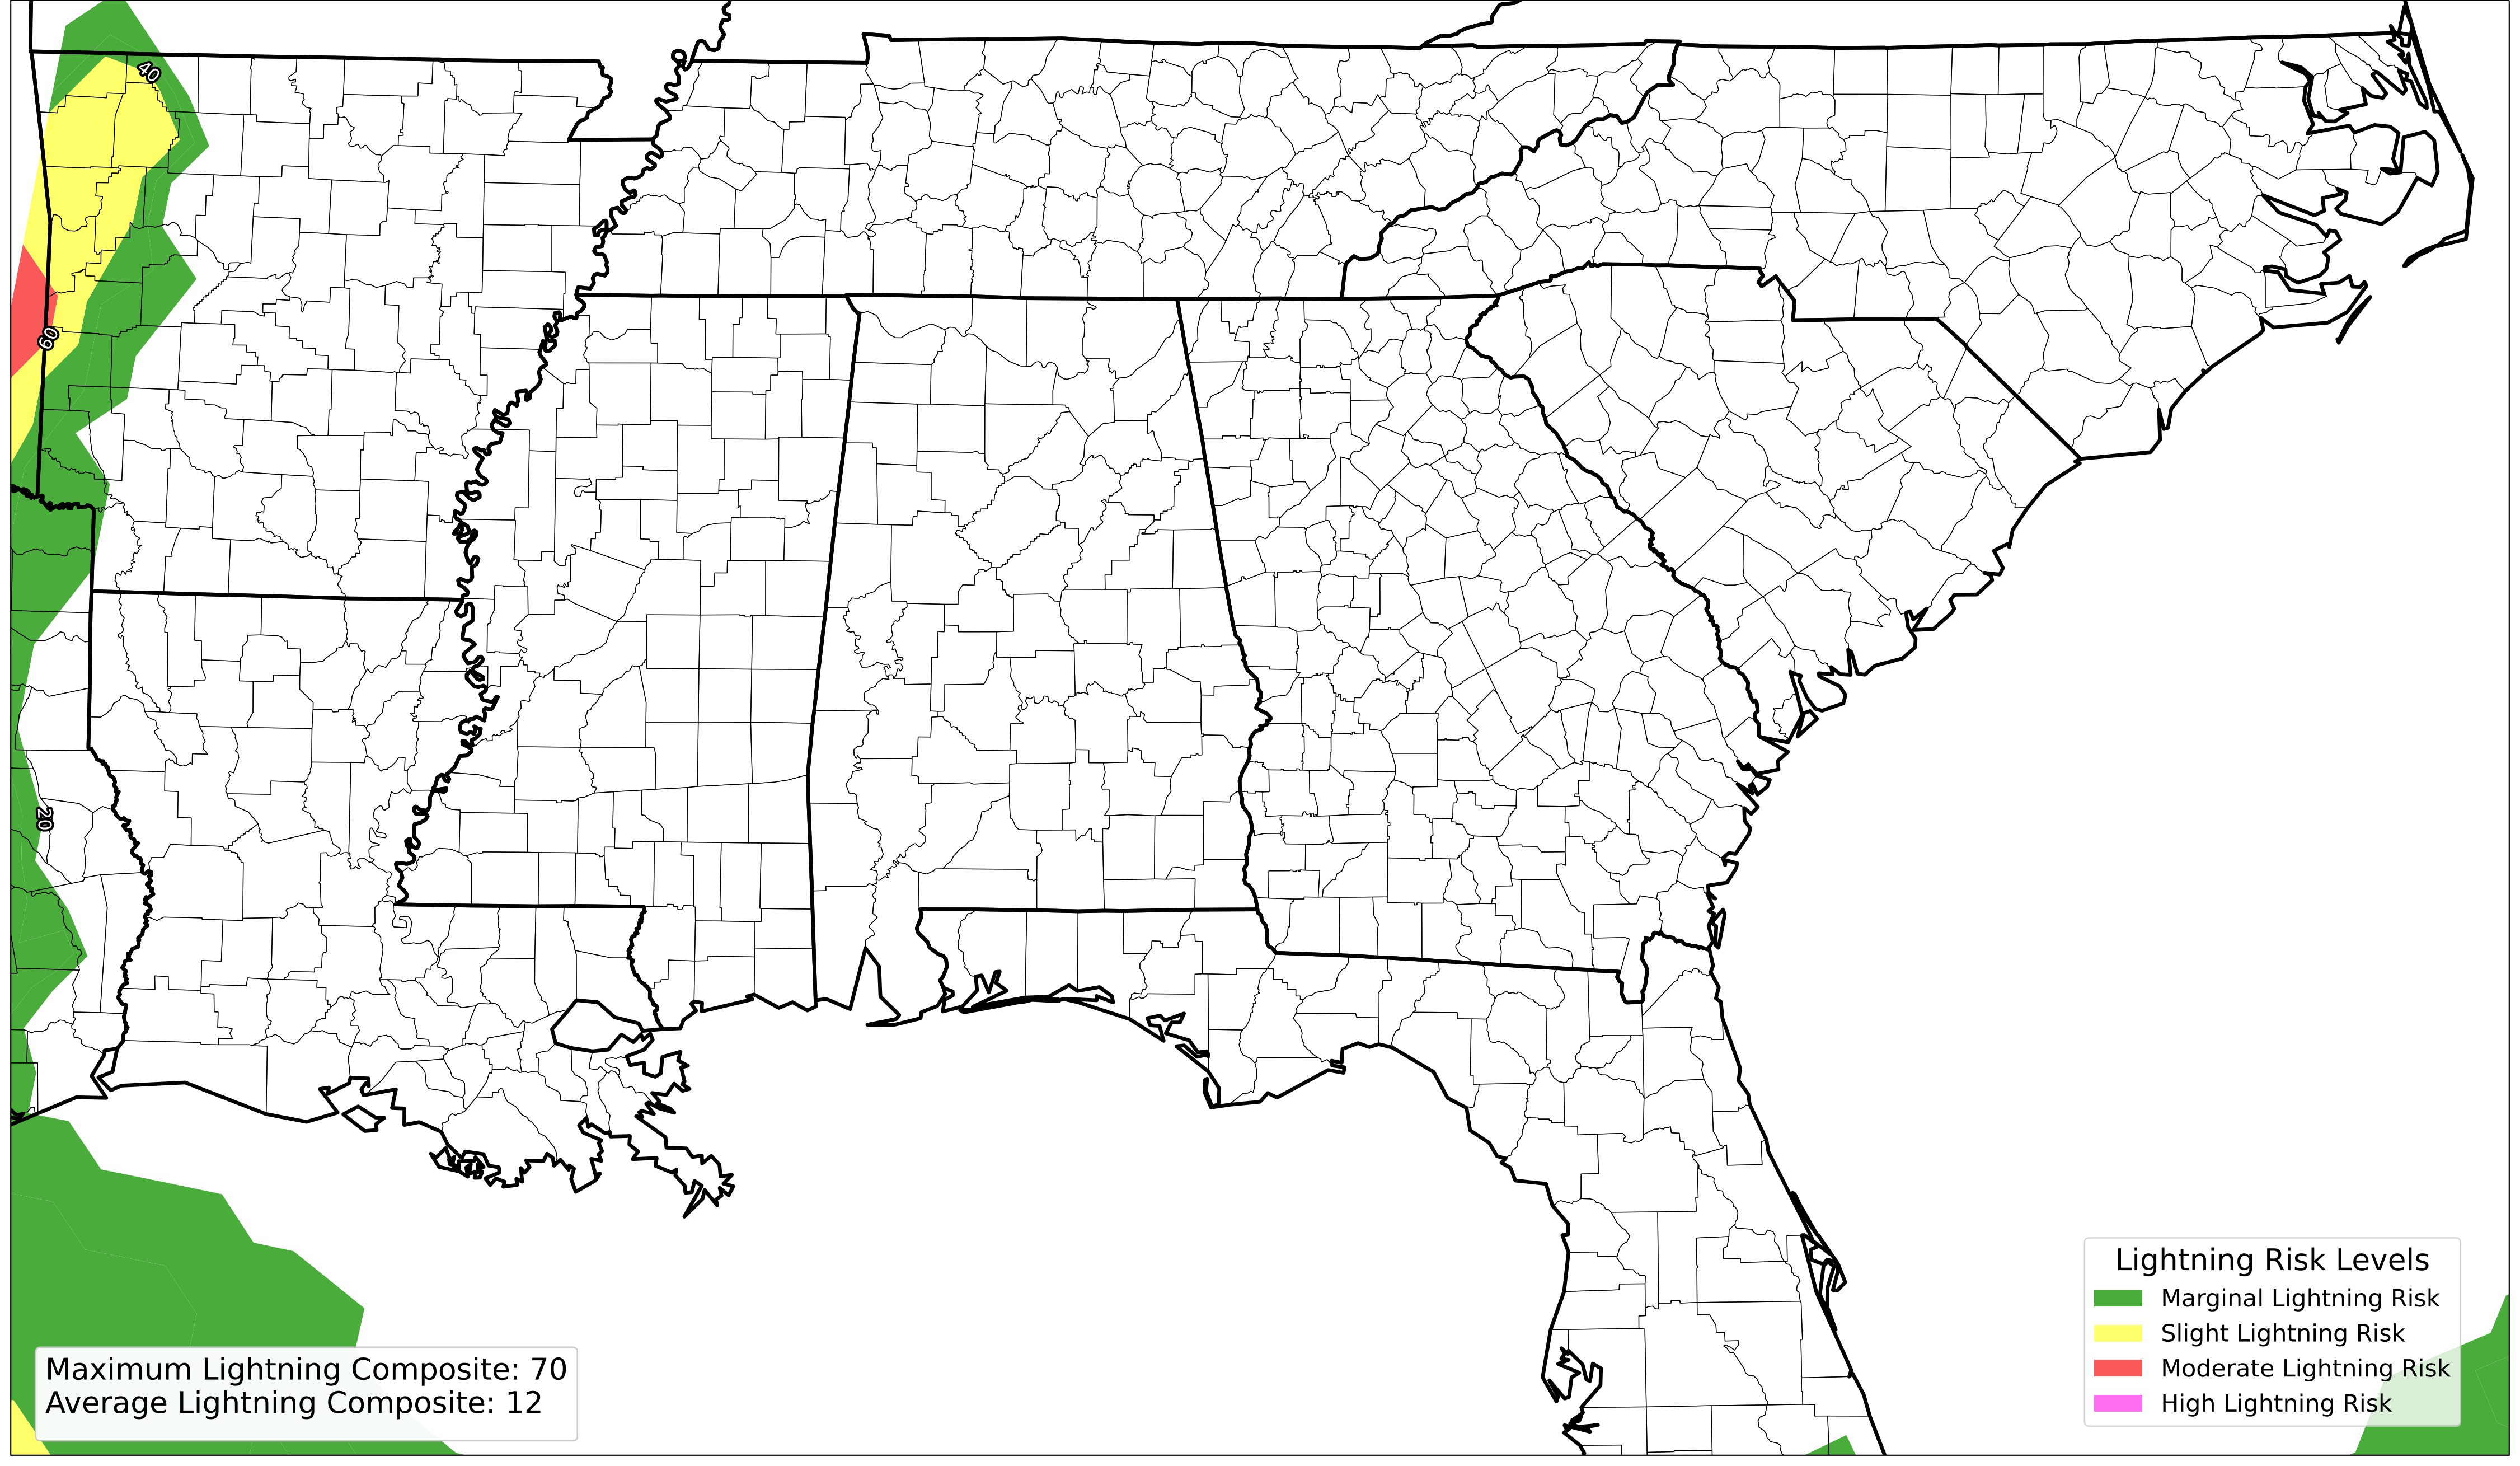 40
60
20
Maximum Lightning Composite: 70
Average Lightning Composite: 12
Lightning Risk Levels
Marginal Lightning Risk
Slight Lightning Risk
Moderate Lightning Risk
High Lightning Risk